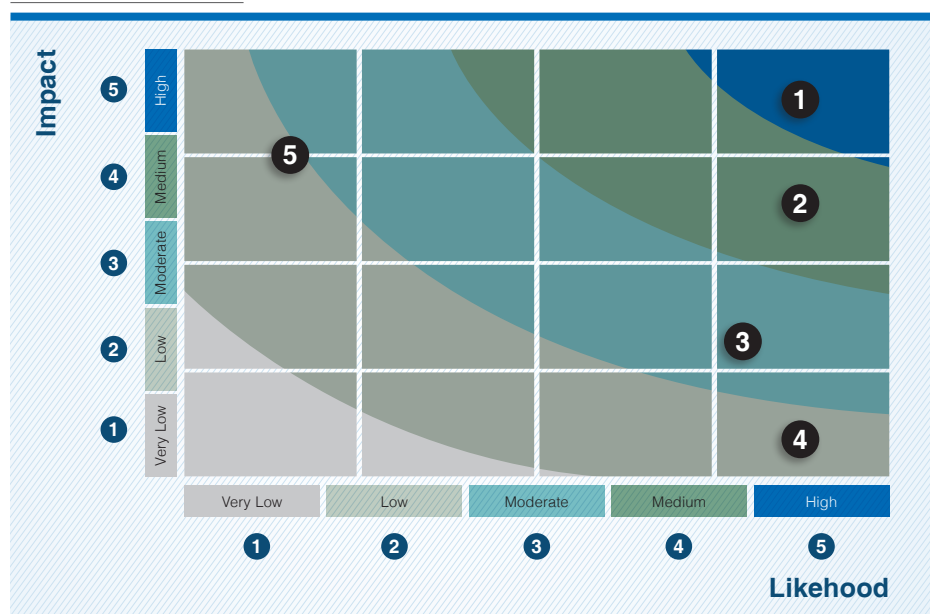 Impact
5
High
1
5
4
Medium
2
3
Moderate
3
2
Low
1
Very Low
4
Very Low
Low
Moderate
Medium
High
1
2
3
4
5
Likehood